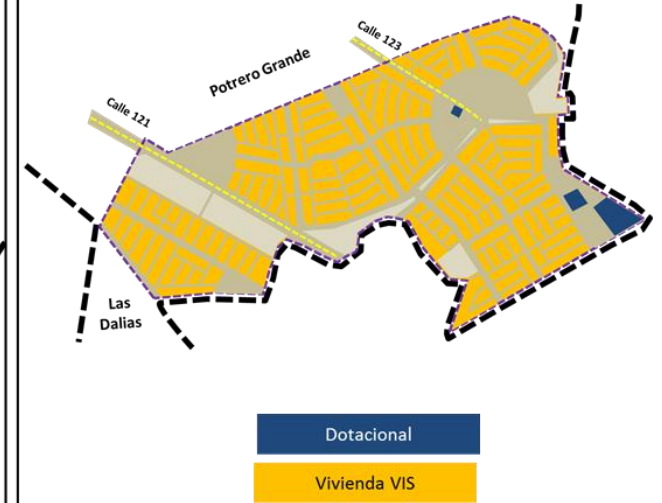 Calle 123
Potrero Grande
Calle 121
Las
Dalias
Dotacional
Vivienda VIS